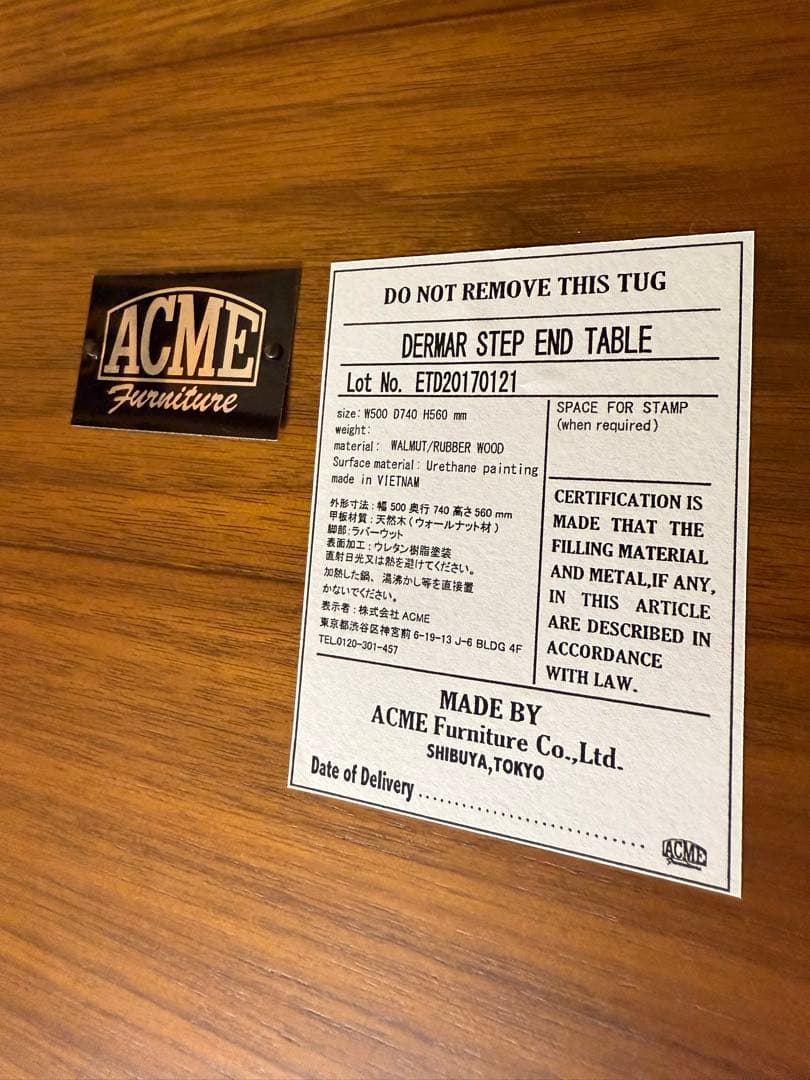 ACME
Furniture
DO NOT REMOVE THIS TUG
DERMAR STEP END TABLE
Lot No. ETD20170121
size: W500 D740 H560 mm
weight:
material: WALMUT/RUBBER WOOD
Surface material: Urethane painting
made in VIETNAM
外形寸法：幅 500 奥行 740 高さ 560 mm
甲板材質：天然木（ウォールナット材）
脚部：ラバーウット
表面加工：ウレタン樹脂塗装
直射日光又は熱を避けてください。
加熱した鍋、湯沸かし等を直接置
かないでください。
表示者：株式会社 ACME
東京都渋谷区神宮前 6-19-13 J-6 BLDG 4F
TEL0120-301-457
SPACE FOR STAMP
(when required)
CERTIFICATION IS
MADE THAT THE
FILLING MATERIAL
AND METAL,IF ANY,
IN THIS ARTICLE
ARE DESCRIBED IN
ACCORDANCE
WITH LAW.
MADE BY
ACME Furniture Co.,Ltd.
SHIBUYA,TOKYO
Date of Delivery ..............................
ACME